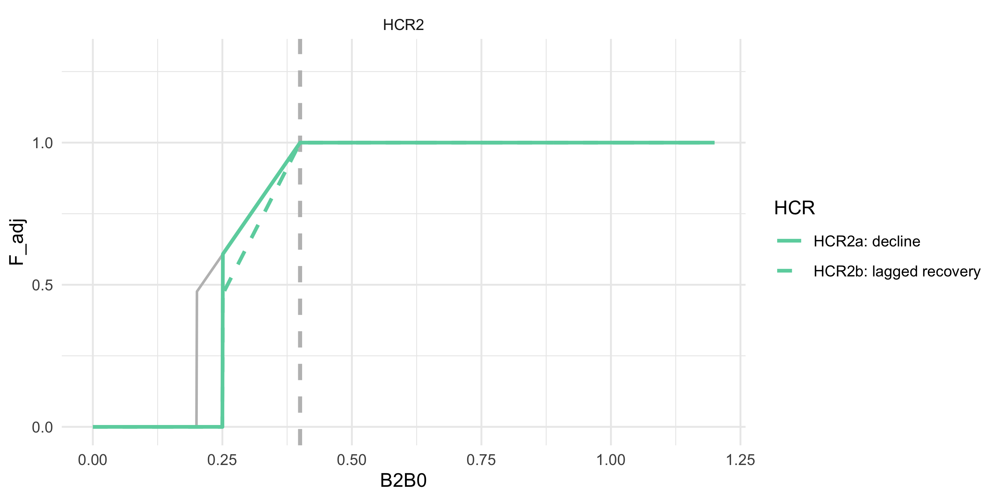 HCR2
F_adj
1.0
0.5
0.0
0.00 0.25 0.50 0.75 1.00 1.25
B2B0
HCR
HCR2a: decline
HCR2b: lagged recovery